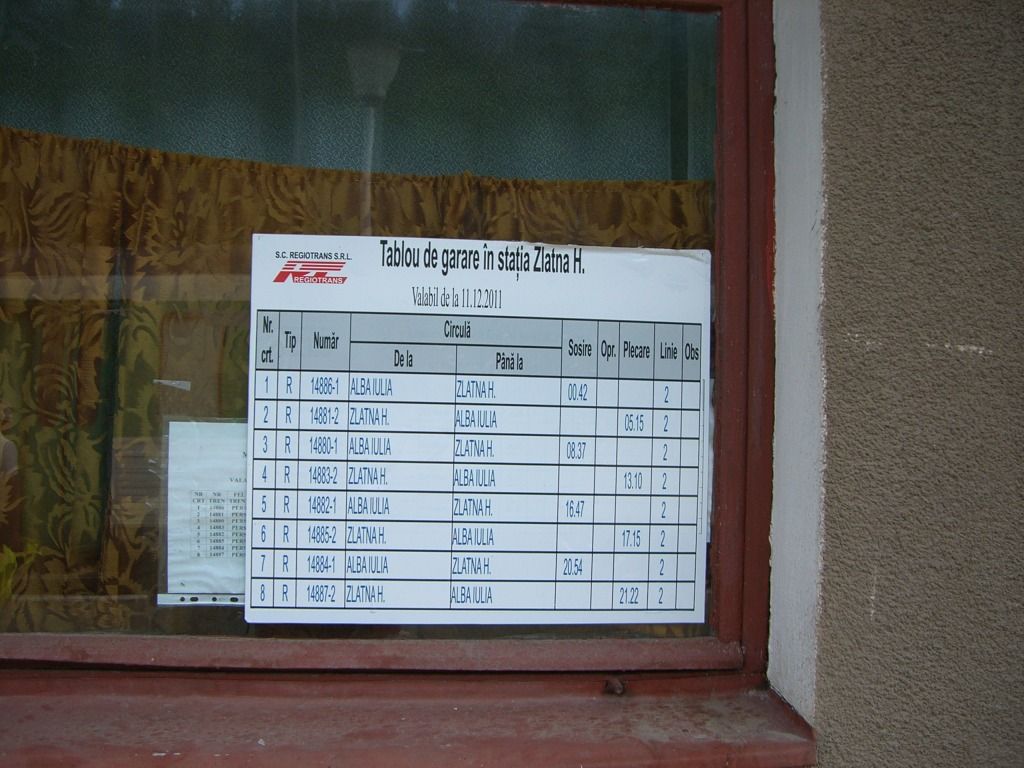 S.C. REGIOTRANS S.R.L.
REGIOTRANS
Tablou de garare în stația Zlatna H.
Valabil de la 11.12.2011
Nr. crt. Tip Număr Circulă Sosire Opr. Plecare Linie Obs
De la Până la
1 R 14886-1 ALBA IULIA ZLATNA H. 00.42 2
2 R 14881-2 ZLATNA H. ALBA IULIA 05.15 2
3 R 14880-1 ALBA IULIA ZLATNA H. 08.37 2
4 R 14883-2 ZLATNA H. ALBA IULIA 13.10 2
5 R 14882-1 ALBA IULIA ZLATNA H. 16.47 2
6 R 14885-2 ZLATNA H. ALBA IULIA 17.15 2
7 R 14884-1 ALBA IULIA ZLATNA H. 20.54 2
8 R 14887-2 ZLATNA H. ALBA IULIA 21.22 2
NR NR
CRT TREN